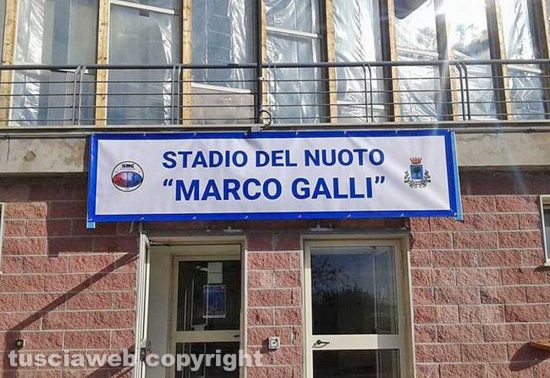 STADIO DEL NUOTO
“MARCO GALLI”
tusciaweb copyright